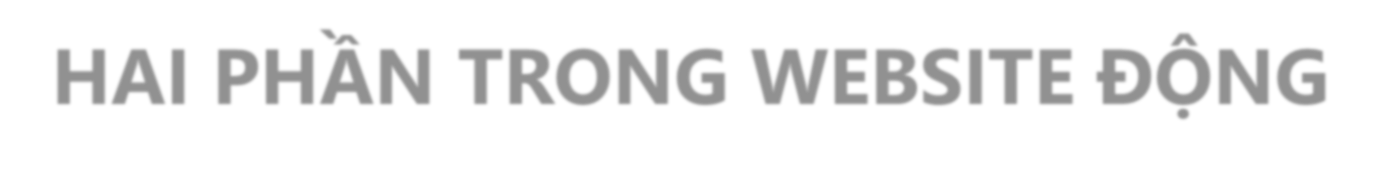 HAI PHẦN TRONG WEBSITE ĐỘNG